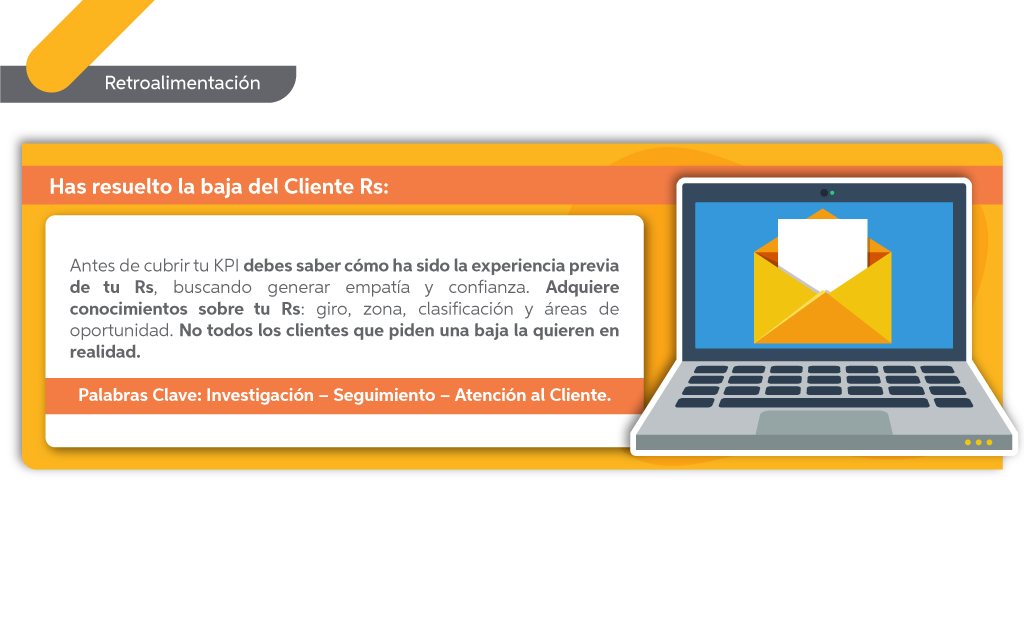 Retroalimentación
Has resuelto la baja del Cliente Rs:
Antes de cubrir tu KPI debes saber cómo ha sido la experiencia previa
de tu Rs, buscando generar empatía y confianza. Adquiere
conocimientos sobre tu Rs: giro, zona, clasificación y áreas de
oportunidad. No todos los clientes que piden una baja la quieren en
realidad.
Palabras Clave: Investigación – Seguimiento – Atención al Cliente.